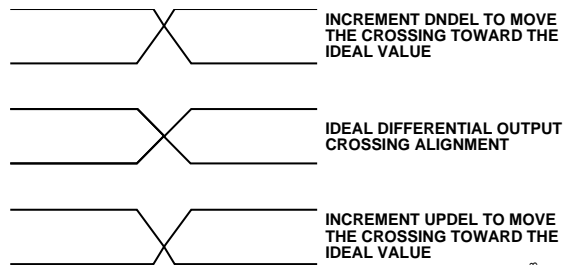 INCREMENT DNDEL TO MOVE
THE CROSSING TOWARD THE
IDEAL VALUE
IDEAL DIFFERENTIAL OUTPUT
CROSSING ALIGNMENT
INCREMENT UPDEL TO MOVE
THE CROSSING TOWARD THE
IDEAL VALUE